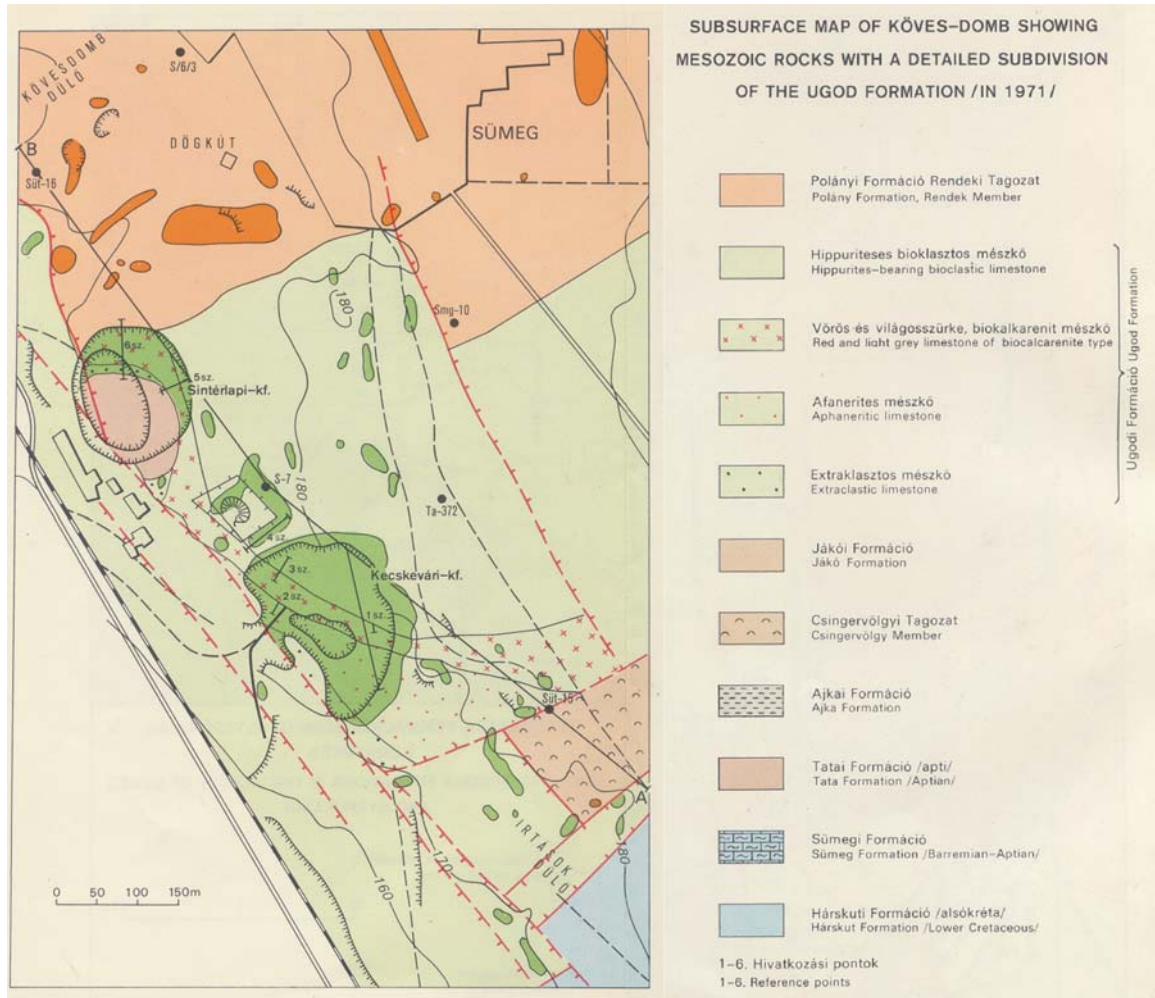 SUBSURFACE MAP OF KÖVES–DOMB SHOWING
MESOZOIC ROCKS WITH A DETAILED SUBDIVISION
OF THE UGOD FORMATION /IN 1971/
KÖVESDOMB
DÜLŐ
S/6/3
DÖGKÚT
SÜMEG
B
Süt-16
180
Smg-10
6sz.
5sz.
Sintérlapi–kf.
S-7
180
Ta-372
4sz.
3sz.
Kecskevári–kf.
2sz.
1sz.
Süt-15
A
IRTÁSOK
DÜLŐ
180
170
160
0 50 100 150m
Polányi Formáció Rendeki Tagozat
Polány Formation, Rendek Member
Hippuriteses bioklasztos mészkő
Hippurites–bearing bioclastic limestone
Vörös és világosszürke, biokalkarenit mészkő
Red and light grey limestone of biocalcarenite type
Afanerites mészkő
Aphaneritic limestone
Extraklasztos mészkő
Extraclastic limestone
Ugodi Formáció Ugod Formation
Jákói Formáció
Jákó Formation
Csingervölgyi Tagozat
Csingervölgy Member
Ajkai Formáció
Ajka Formation
Tatai Formáció /apti/
Tata Formation /Aptian/
Sümegi Formáció
Sümeg Formation /Barremian–Aptian/
Hárskuti Formáció /alsókréta/
Hárskut Formation /Lower Cretaceous/
1–6. Hivatkozási pontok
1–6. Reference points